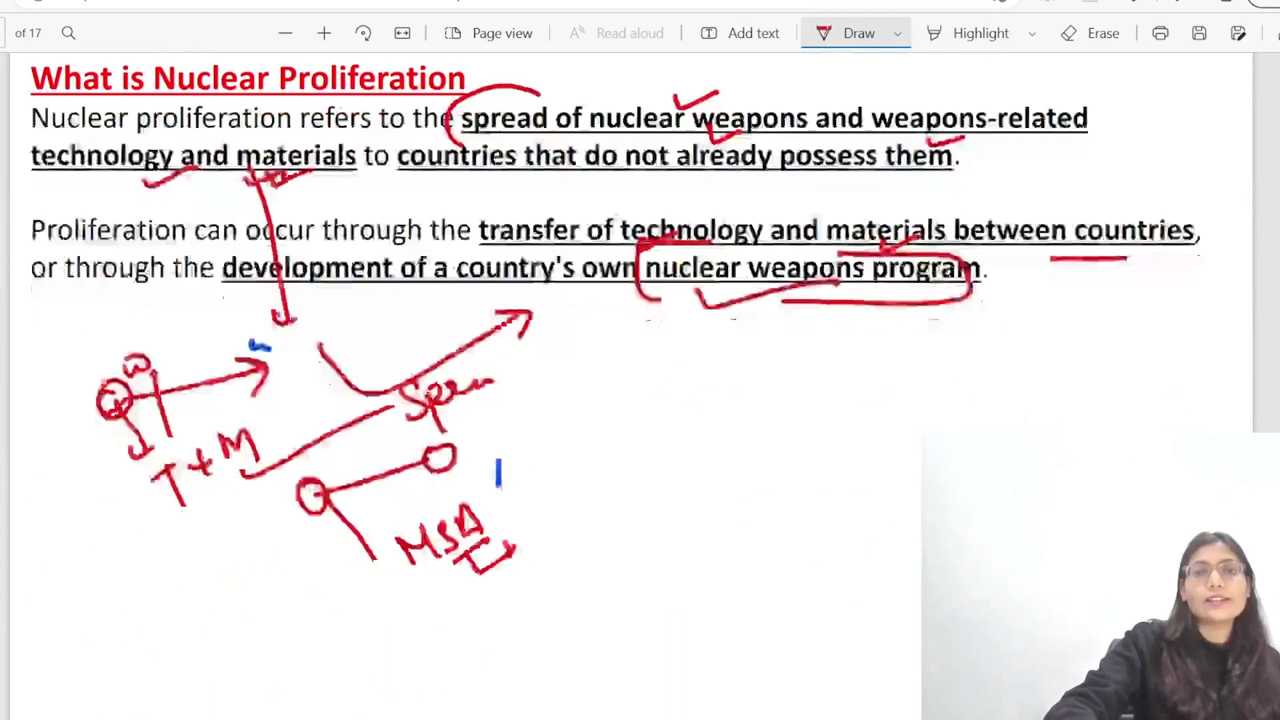 of 17 Page view Read aloud Add text Draw Highlight Erase
What is Nuclear Proliferation
Nuclear proliferation refers to the spread of nuclear weapons and weapons-related
technology and materials to countries that do not already possess them.
Proliferation can occur through the transfer of technology and materials between countries,
or through the development of a country's own nuclear weapons program.
W
T + M